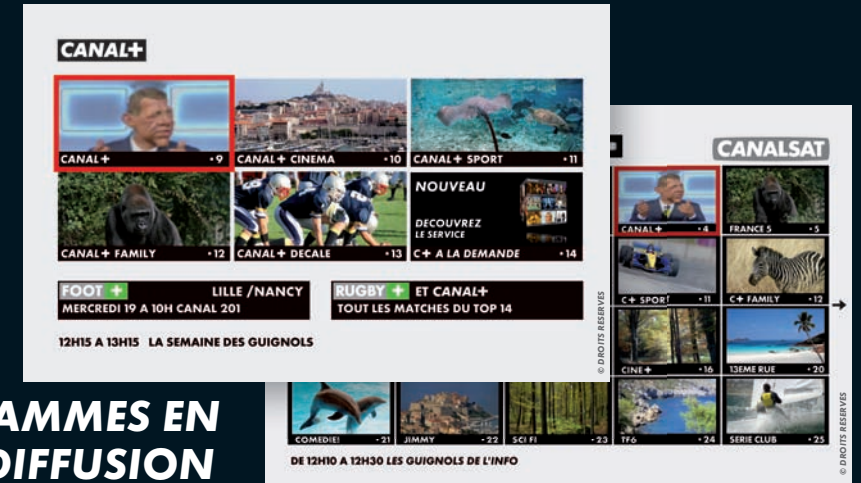 CANAL+
CANAL+ •9
CANAL+ CINEMA •10
CANAL+ SPORT •11
CANAL+ FAMILY •12
CANAL+ DECALE •13
NOUVEAU
DECOUVREZ
LE SERVICE
C+ A LA DEMANDE •14
FOOT + LILLE /NANCY
MERCREDI 19 A 10H CANAL 201
RUGBY + ET CANAL+
TOUT LES MATCHES DU TOP 14
12H15 A 13H15 LA SEMAINE DES GUIGNOLS
© DROITS RESERVES
CANALSAT
CANAL+ •4
FRANCE 5 •5
C+ SPORT •11
C+ FAMILY •12
CINE+ •16
13EME RUE •20
COMEDIE! •21
JIMMY •22
SCI FI •23
TF6 •24
SERIE CLUB •25
DE 12H10 A 12H30 LES GUIGNOLS DE L'INFO
© DROITS RESERVES
AMMES EN
DIFFUSION